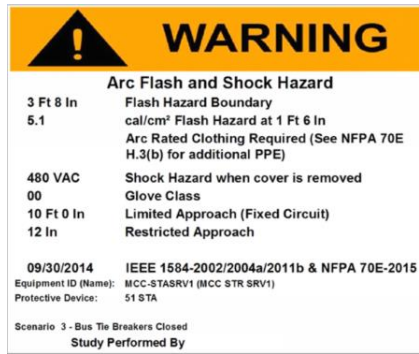 WARNING
Arc Flash and Shock Hazard
3 Ft 8 In Flash Hazard Boundary
5.1 cal/cm² Flash Hazard at 1 Ft 6 In
Arc Rated Clothing Required (See NFPA 70E
H.3(b) for additional PPE)
480 VAC Shock Hazard when cover is removed
00 Glove Class
10 Ft 0 In Limited Approach (Fixed Circuit)
12 In Restricted Approach
09/30/2014 IEEE 1584-2002/2004a/2011b & NFPA 70E-2015
Equipment ID (Name): MCC-STASRV1 (MCC STR SRV1)
Protective Device: 51 STA
Scenario 3 - Bus Tie Breakers Closed
Study Performed By